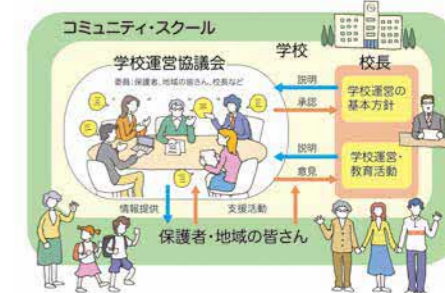 コミュニティ・スクール
学校
学校運営協議会
委員:保護者、地域の皆さん、校長など
校長
説明
承認
学校運営の
基本方針
説明
意見
学校運営・
教育活動
情報提供
支援活動
保護者・地域の皆さん